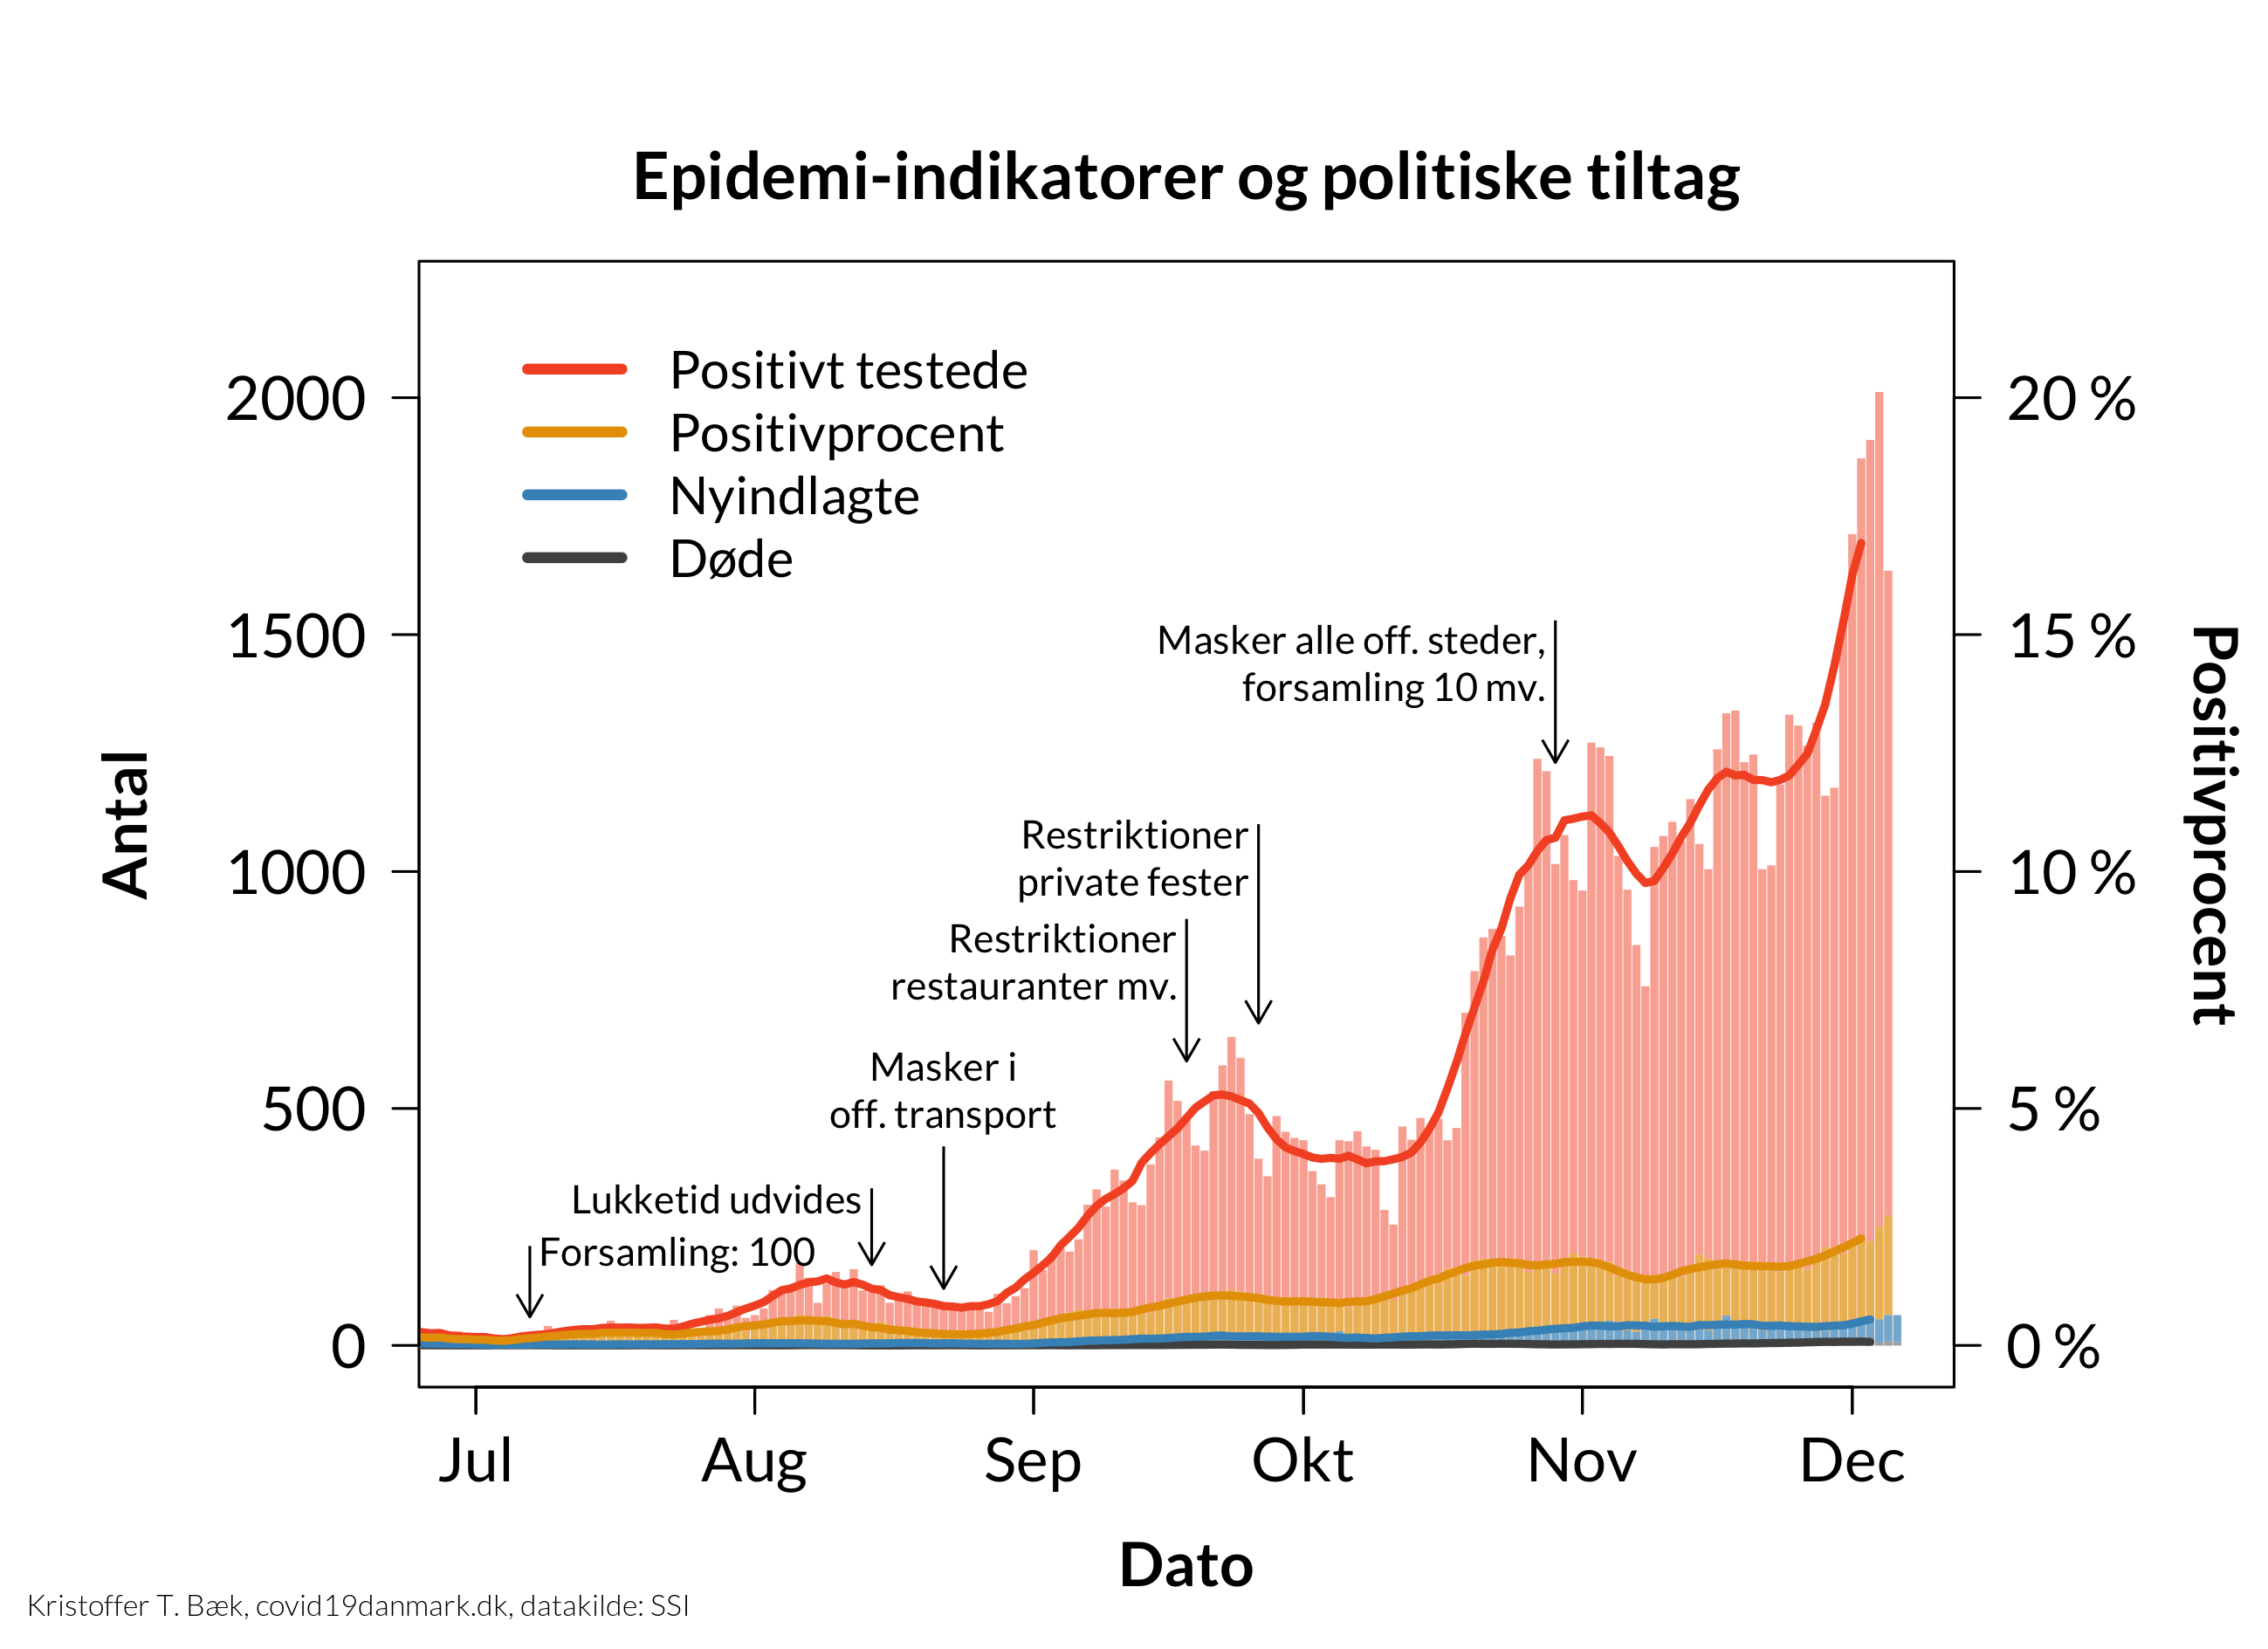 Epidemi-indikatorer og politiske tiltag
Positivt testede
Positivprocent
Nyindlagte
Døde
2000
1500
1000
500
0
Antal
20 %
15 %
10 %
5 %
0 %
Positivprocent
Masker alle off. steder,
forsamling 10 mv.
Restriktioner
private fester
Restriktioner
restauranter mv.
Masker i
off. transport
Lukketid udvides
Forsamling: 100
Jul
Aug
Sep
Okt
Nov
Dec
Dato
Kristoffer T. Bæk, covid19danmark.dk, datakilde: SSI